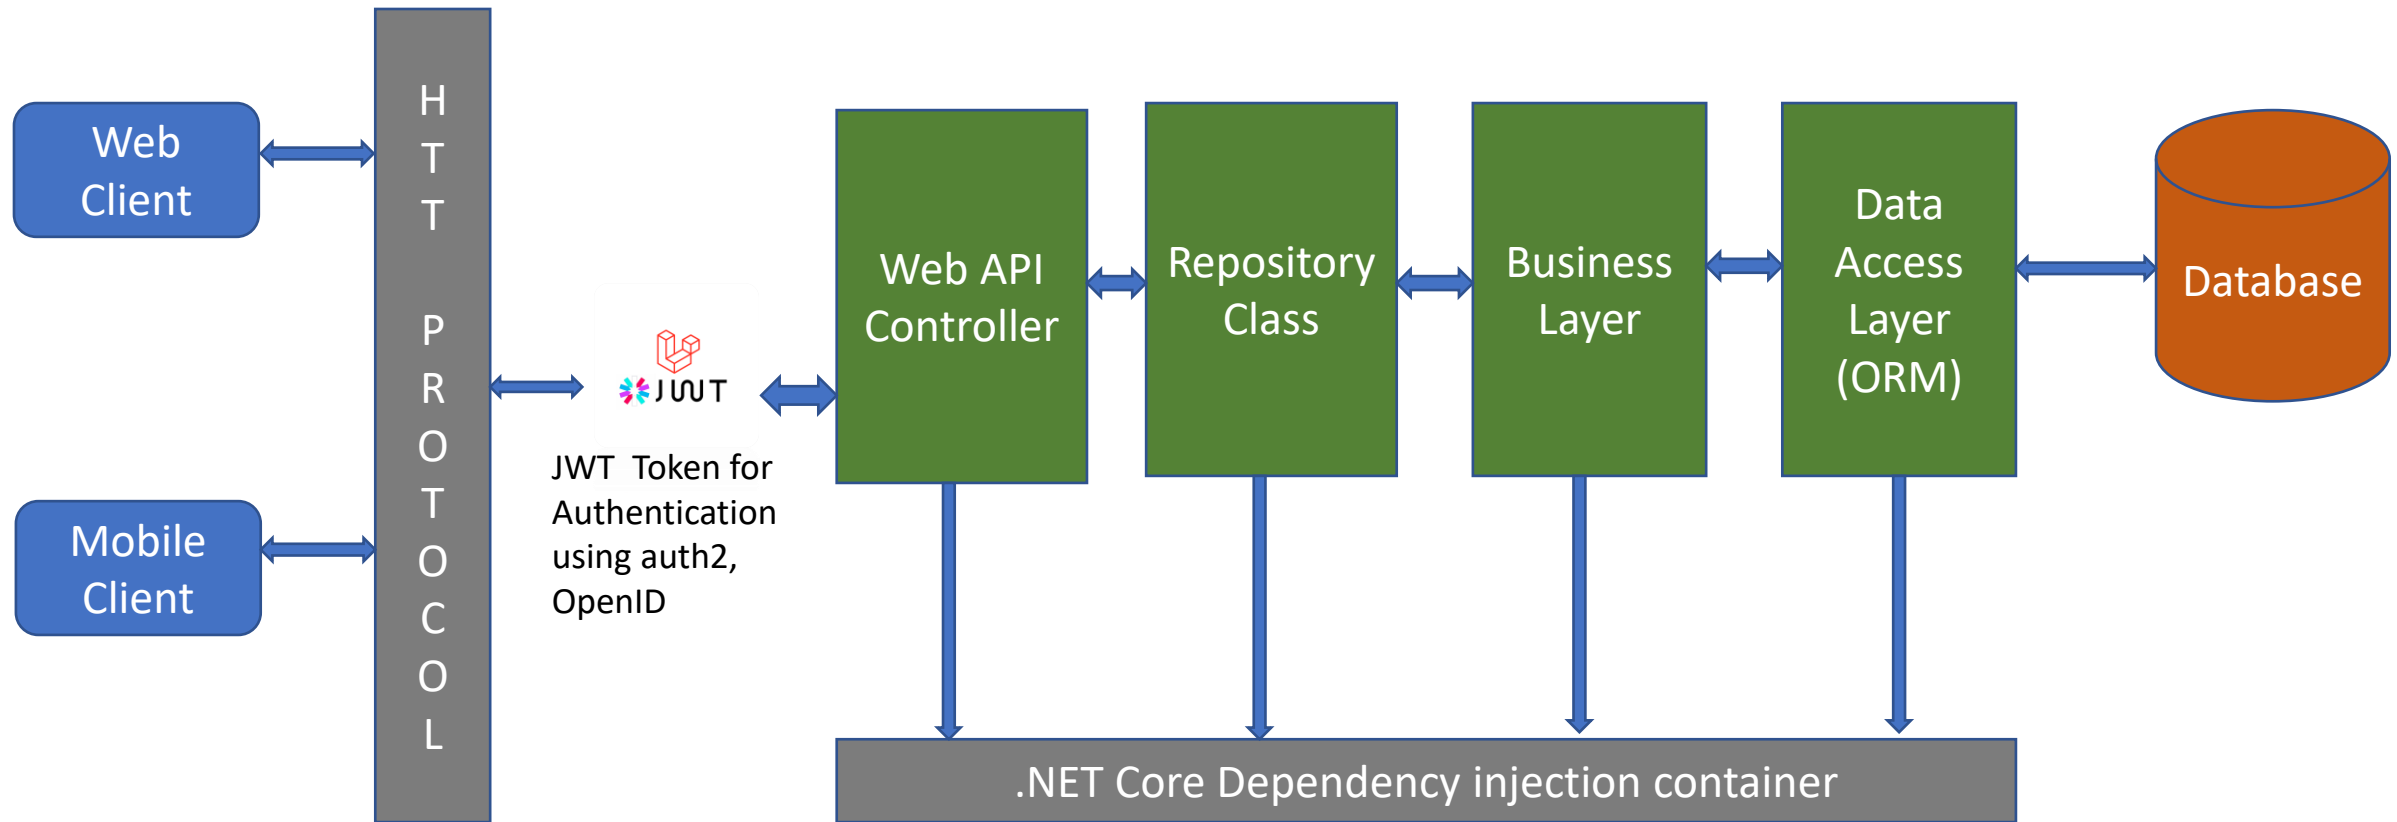 Web
Client
Mobile
Client
H
T
T
P
R
O
T
O
C
O
L
JWT
JWT  Token for
Authentication
using auth2,
OpenID
Web API
Controller
Repository
Class
Business
Layer
Data
Access
Layer
(ORM)
Database
.NET Core Dependency injection container